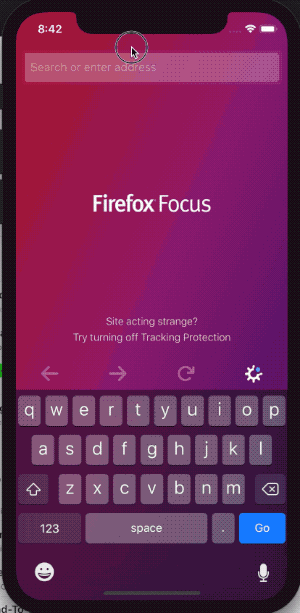 8:42
Search or enter address
Firefox Focus
Site acting strange?
Try turning off Tracking Protection
q w e r t y u i o p
a s d f g h j k l
z x c v b n m
123 space . Go